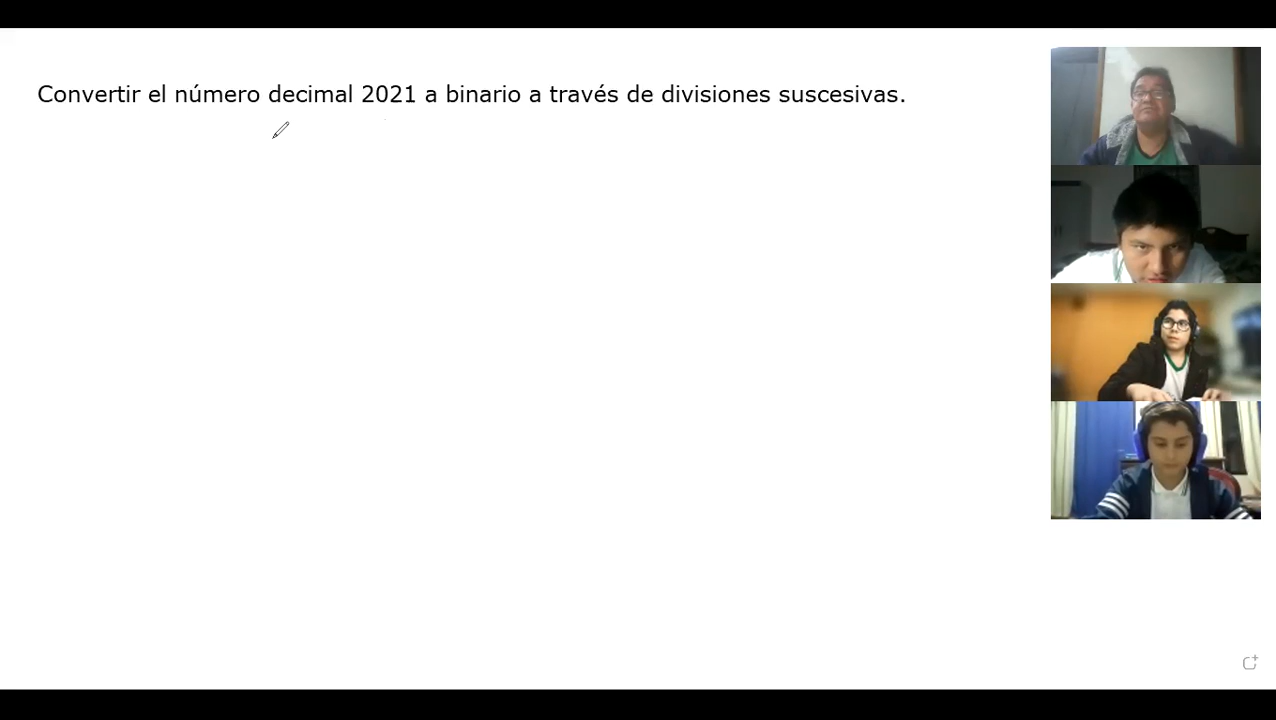 Convertir el número decimal 2021 a binario a través de divisiones suscesivas.